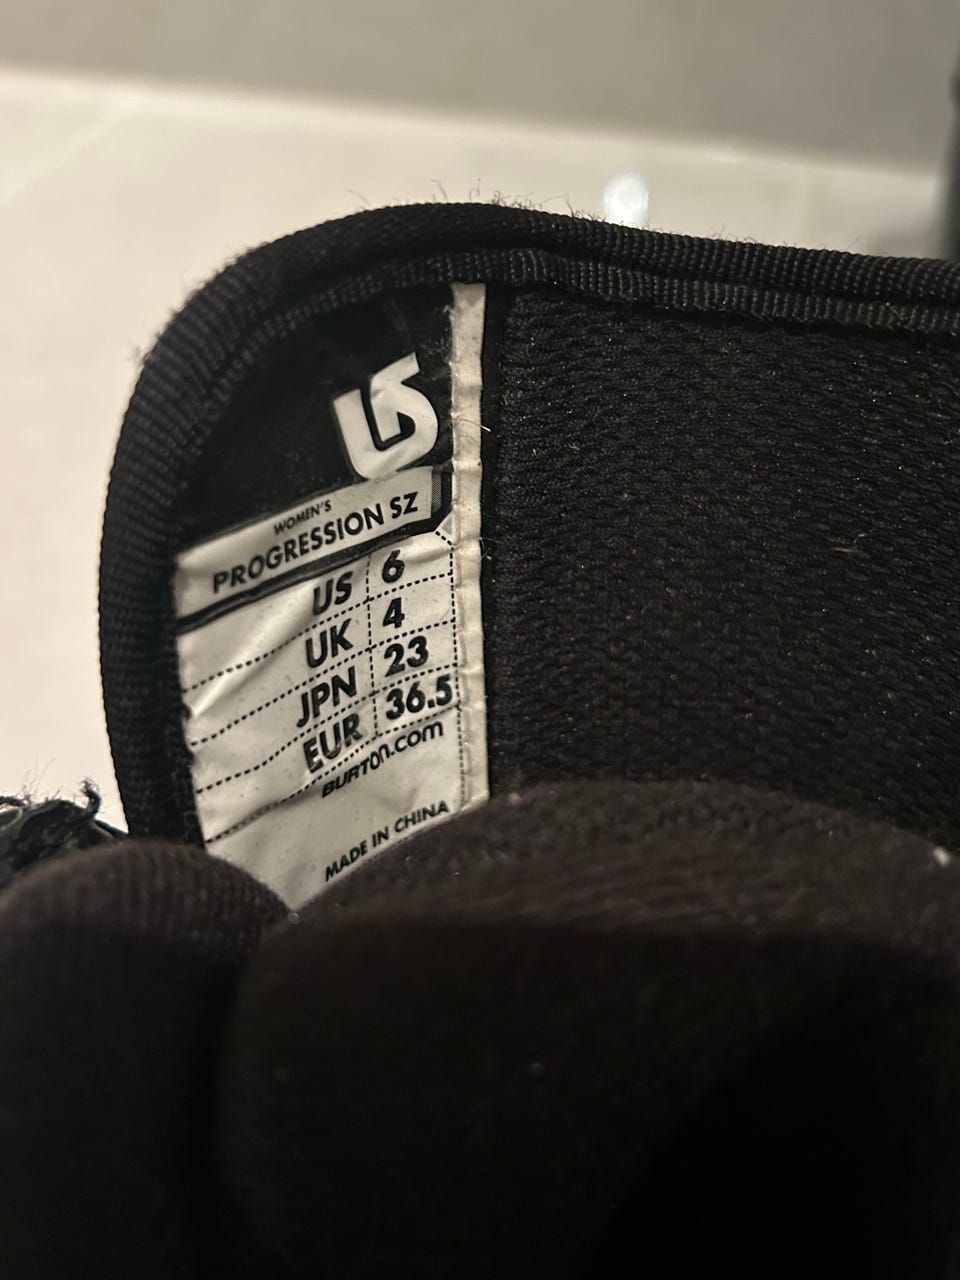 WOMEN'S
PROGRESSION SZ
US 6
UK 4
JPN 23
EUR 36.5
BURTON.COM
MADE IN CHINA